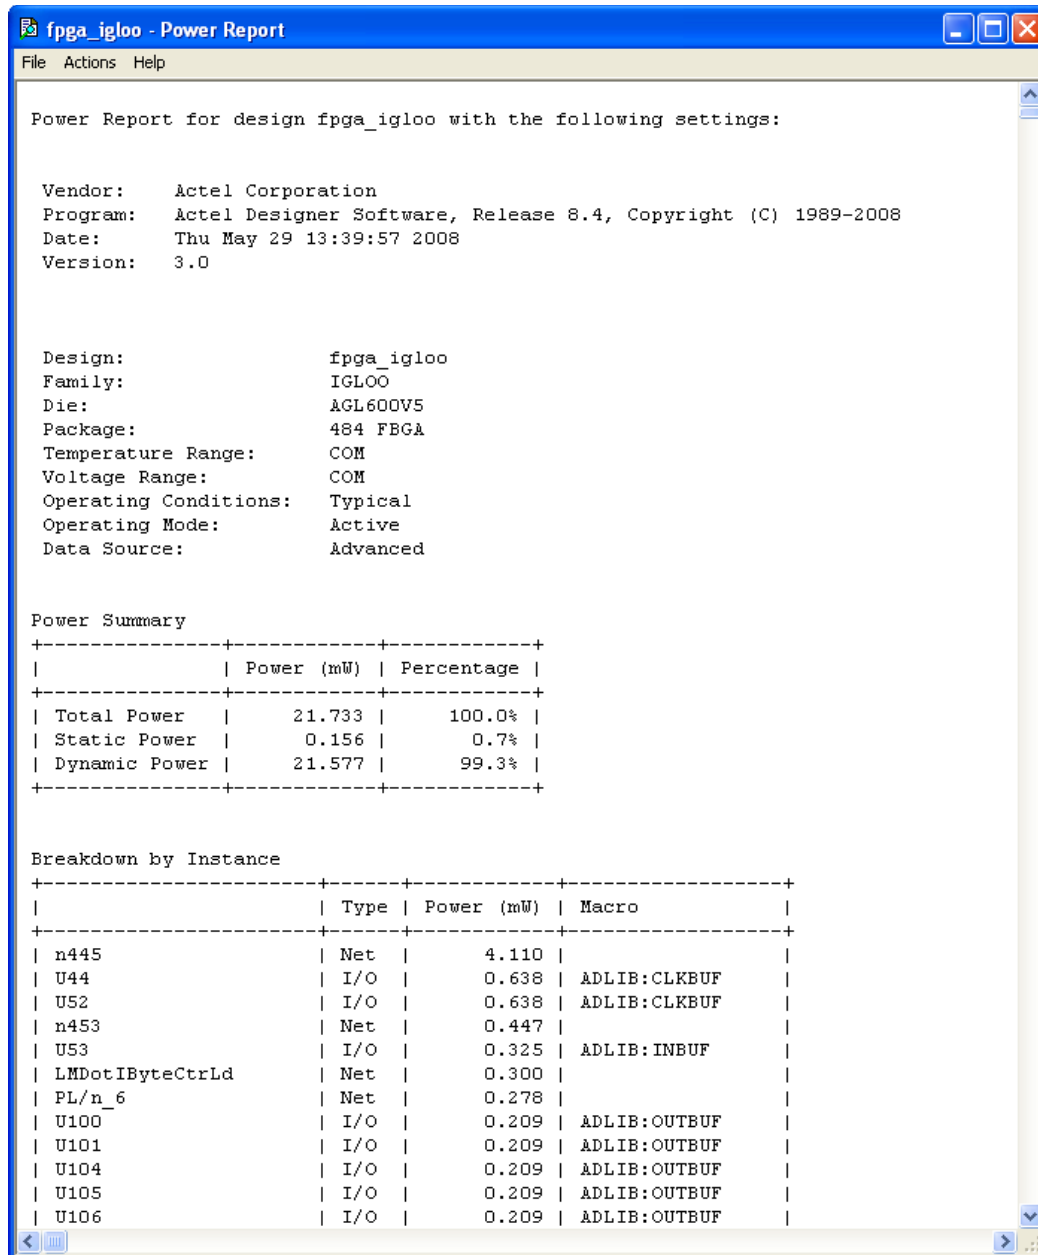 fpga_igloo - Power Report
File Actions Help
Power Report for design fpga_igloo with the following settings:
Vendor: Actel Corporation
Program: Actel Designer Software, Release 8.4, Copyright (C) 1989-2008
Date: Thu May 29 13:39:57 2008
Version: 3.0
Design: fpga_igloo
Family: IGLOO
Die: AGL600V5
Package: 484 FBGA
Temperature Range: COM
Voltage Range: COM
Operating Conditions: Typical
Operating Mode: Active
Data Source: Advanced
Power Summary
+---------------+------------+------------+
|               | Power (mW) | Percentage |
+---------------+------------+------------+
| Total Power   |     21.733 |     100.0% |
| Static Power  |      0.156 |       0.7% |
| Dynamic Power |     21.577 |      99.3% |
+---------------+------------+------------+
Breakdown by Instance
+-----------------------+------+------------+------------------+
|                       | Type | Power (mW) | Macro            |
+-----------------------+------+------------+------------------+
| n445                  | Net  |      4.110 |                  |
| U44                   | I/O  |      0.638 | ADLIB:CLKBUF     |
| U52                   | I/O  |      0.638 | ADLIB:CLKBUF     |
| n453                  | Net  |      0.447 |                  |
| U53                   | I/O  |      0.325 | ADLIB:INBUF      |
| LMDotIByteCtrLd       | Net  |      0.300 |                  |
| PL/n_6                | Net  |      0.278 |                  |
| U100                  | I/O  |      0.209 | ADLIB:OUTBUF     |
| U101                  | I/O  |      0.209 | ADLIB:OUTBUF     |
| U104                  | I/O  |      0.209 | ADLIB:OUTBUF     |
| U105                  | I/O  |      0.209 | ADLIB:OUTBUF     |
| U106                  | I/O  |      0.209 | ADLIB:OUTBUF     |